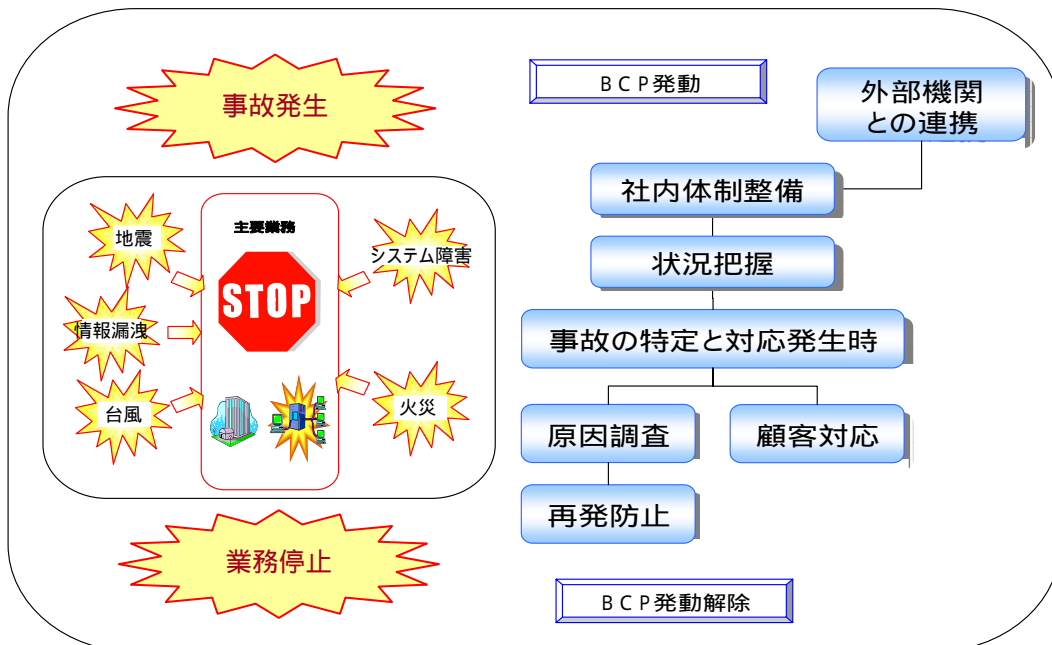 事故発生
主要業務
地震
システム障害
STOP
情報漏洩
台風
火災
業務停止
BCP発動
外部機関
との連携
社内体制整備
状況把握
事故の特定と対応発生時
原因調査
顧客対応
再発防止
BCP発動解除